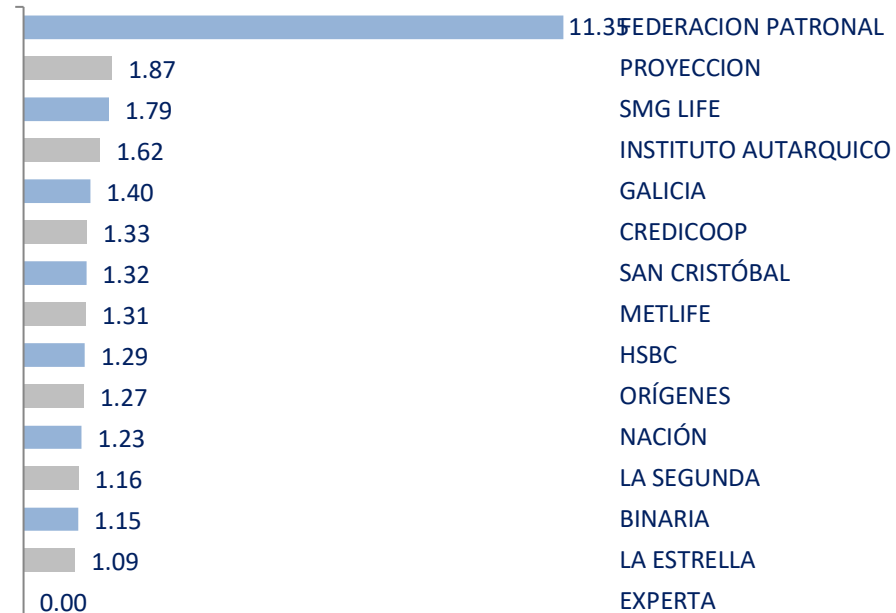 11.35 FEDERACION PATRONAL
1.87 PROYECCION
1.79 SMG LIFE
1.62 INSTITUTO AUTARQUICO
1.40 GALICIA
1.33 CREDICOOP
1.32 SAN CRISTÓBAL
1.31 METLIFE
1.29 HSBC
1.27 ORÍGENES
1.23 NACIÓN
1.16 LA SEGUNDA
1.15 BINARIA
1.09 LA ESTRELLA
0.00 EXPERTA